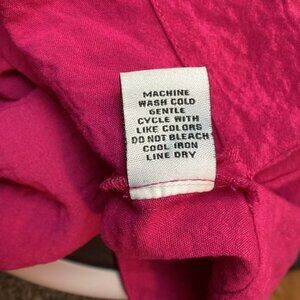 MACHINE
WASH COLD
GENTLE
CYCLE WITH
LIKE COLORS
DO NOT BLEACH
COOL IRON
LINE DRY